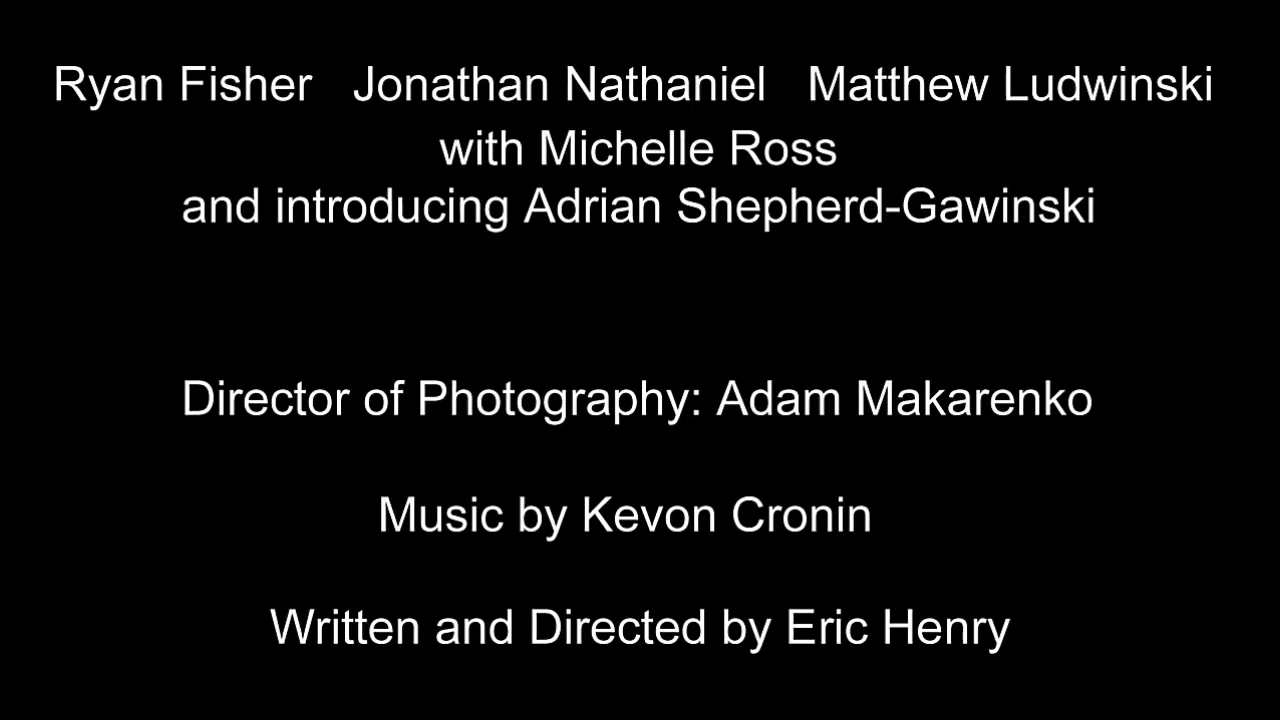 Ryan Fisher Jonathan Nathaniel Matthew Ludwinski
with Michelle Ross
and introducing Adrian Shepherd-Gawinski
Director of Photography: Adam Makarenko
Music by Kevon Cronin
Written and Directed by Eric Henry